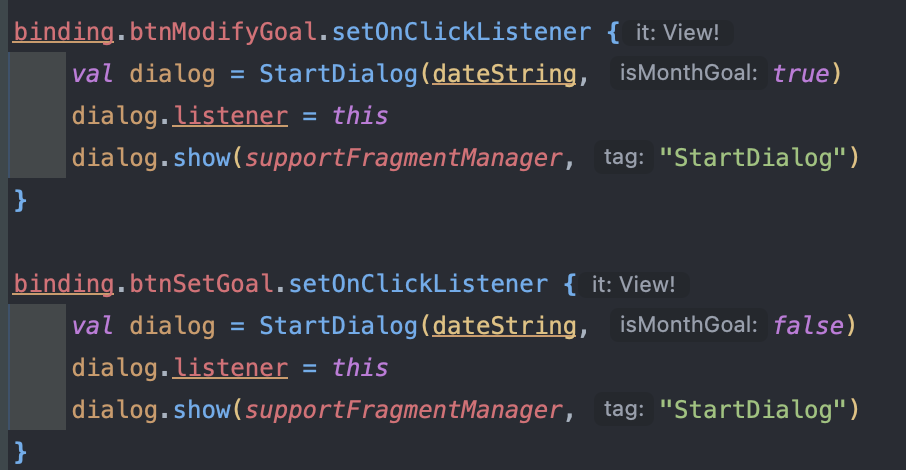 binding.btnModifyGoal.setOnClickListener { it: View!
val dialog = StartDialog(dateString, isMonthGoal: true)
dialog.listener = this
dialog.show(supportFragmentManager, tag: "StartDialog")
}
binding.btnSetGoal.setOnClickListener { it: View!
val dialog = StartDialog(dateString, isMonthGoal: false)
dialog.listener = this
dialog.show(supportFragmentManager, tag: "StartDialog")
}